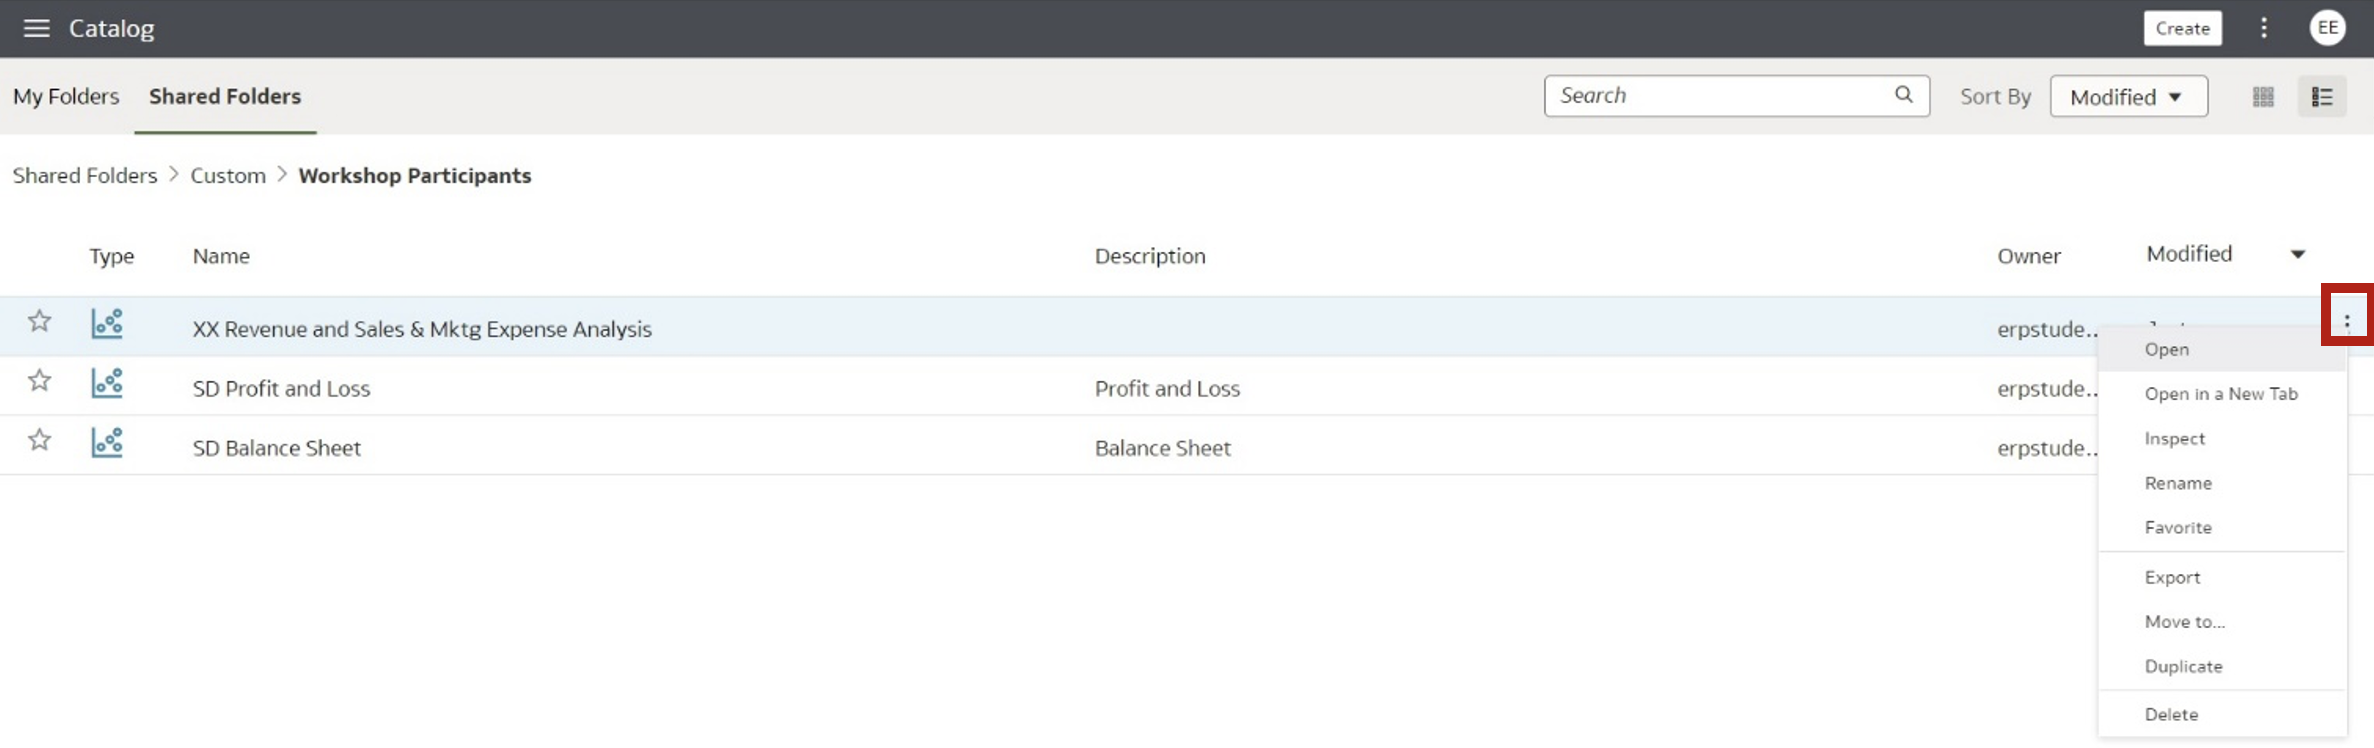 Catalog Create EE
My Folders Shared Folders Search Sort By Modified
Shared Folders > Custom > Workshop Participants
Type Name Description Owner Modified
XX Revenue and Sales & Mktg Expense Analysis erpstude..
SD Profit and Loss Profit and Loss erpstude..
SD Balance Sheet Balance Sheet erpstude..
Open
Open in a New Tab
Inspect
Rename
Favorite
Export
Move to...
Duplicate
Delete